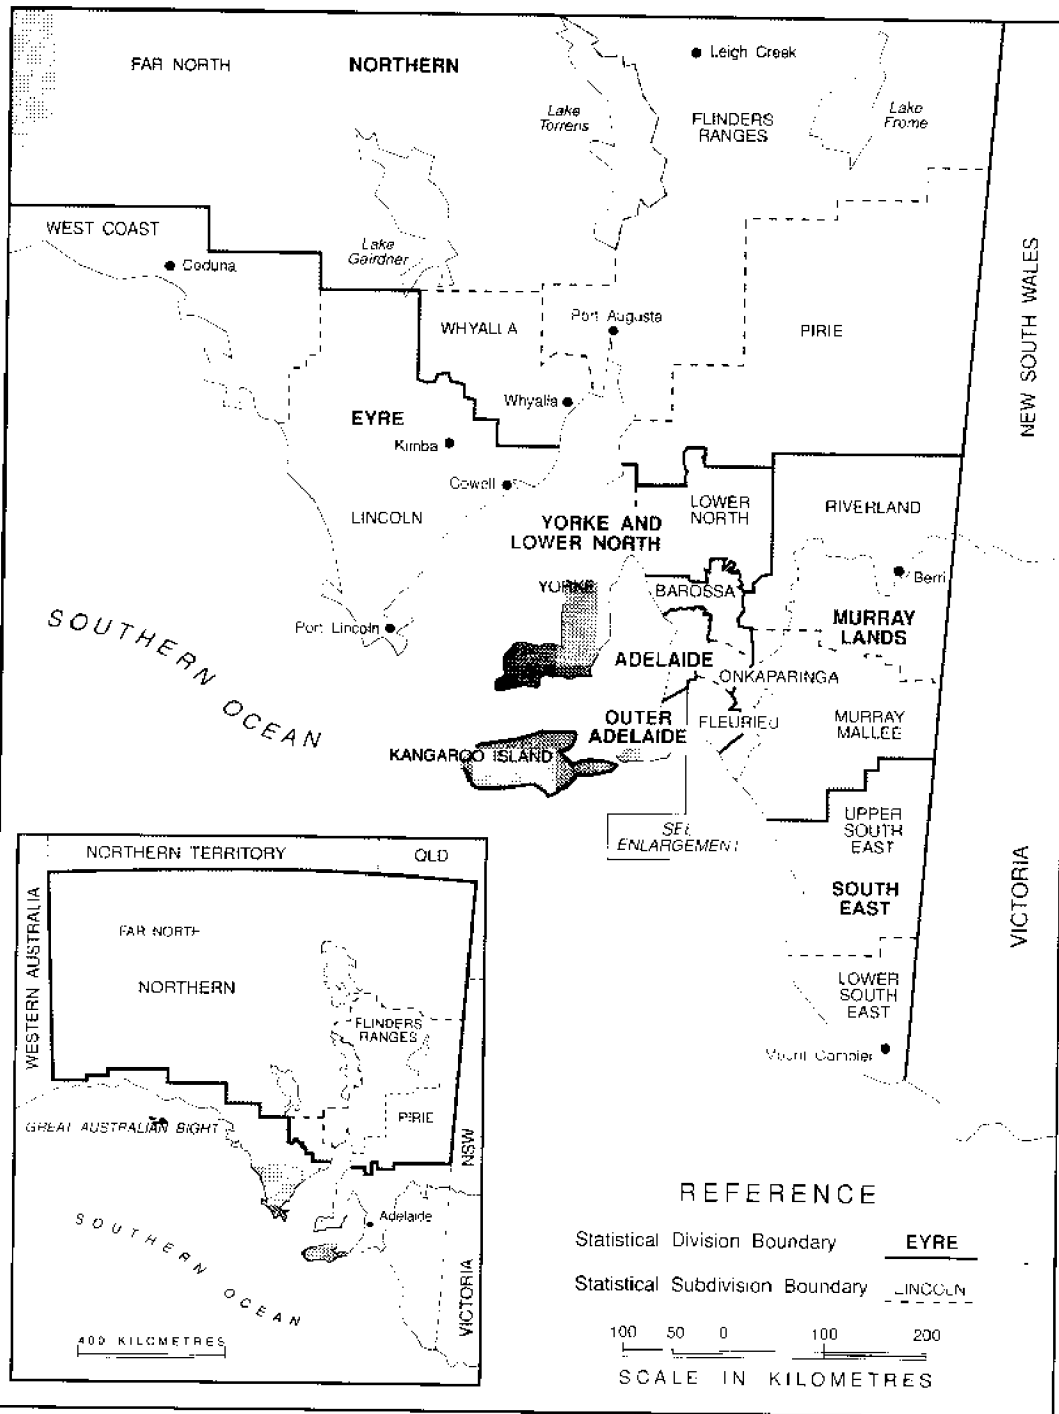 FAR NORTH
NORTHERN
Leigh Creek
Lake
Torrens
FLINDERS
RANGES
Lake
Frome
WEST COAST
Ceduna
Lake
Gairdner
WHYALLA
Port Augusta
PIRIE
NEW SOUTH WALES
Whyalla
EYRE
Kimba
Cowell
LINCOLN
LOWER
NORTH
RIVERLAND
YORKE AND
LOWER NORTH
YORKE
BAROSSA
Berri
MURRAY
LANDS
Port Lincoln
SOUTHERN OCEAN
ADELAIDE
ONKAPARINGA
OUTER
ADELAIDE
FLEURIEU
MURRAY
MALLEE
KANGAROO ISLAND
SEE
ENLARGEMENT
UPPER
SOUTH
EAST
SOUTH
EAST
VICTORIA
LOWER
SOUTH
EAST
Mount Gambier
NORTHERN TERRITORY
QLD
WESTERN AUSTRALIA
FAR NORTH
NORTHERN
FLINDERS
RANGES
PIRIE
GREAT AUSTRALIAN BIGHT
NSW
Adelaide
SOUTHERN OCEAN
VICTORIA
400 KILOMETRES
REFERENCE
Statistical Division Boundary EYRE
Statistical Subdivision Boundary LINCOLN
100 50 0 100 200
SCALE IN KILOMETRES